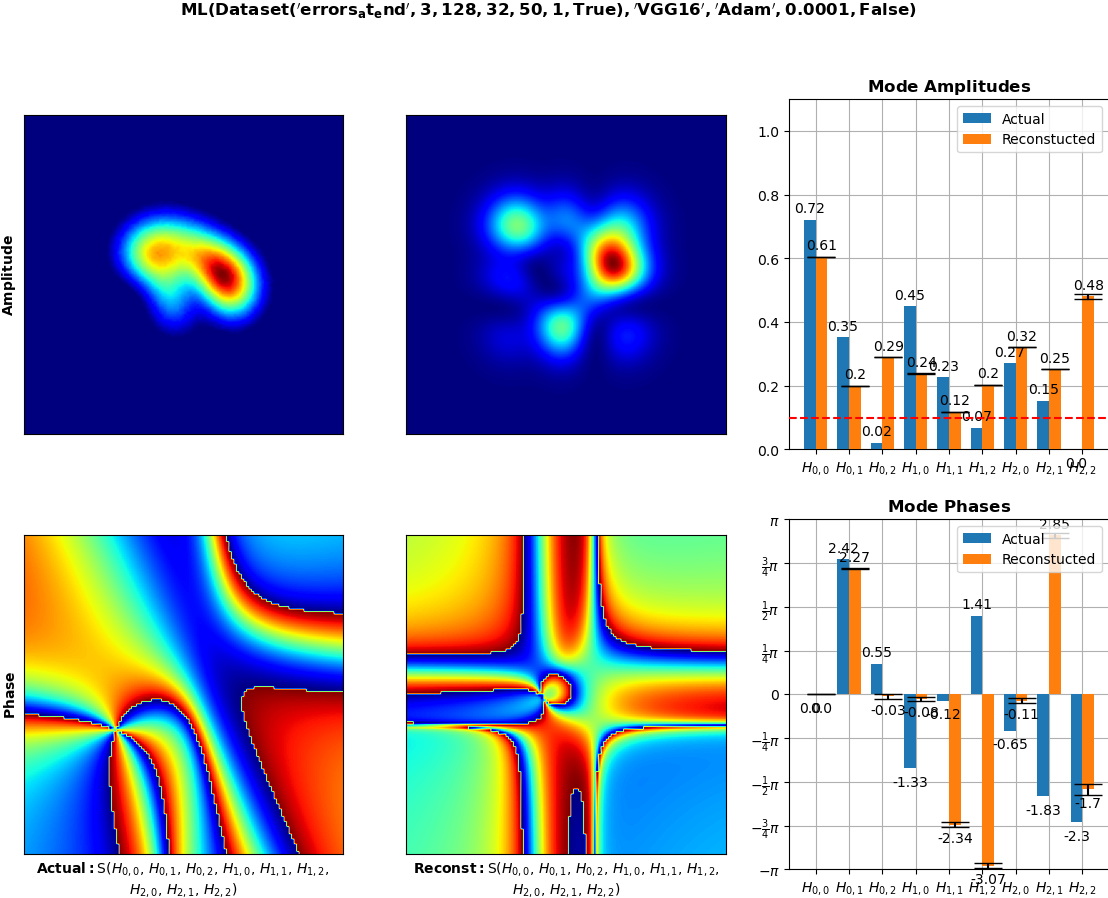 ML(Dataset('errors_at_end', 3, 128, 32, 50, 1, True), 'VGG16', 'Adam', 0.0001, False)
Amplitude
Mode Amplitudes
Actual
Reconstucted
1.0
0.8
0.6
0.4
0.2
0.0
0.72
0.61
0.35
0.2
0.02
0.29
0.45
0.24
0.23
0.12
0.07
0.2
0.27
0.32
0.15
0.25
0.0
0.48
H0,0 H0,1 H0,2 H1,0 H1,1 H1,2 H2,0 H2,1 H2,2
Phase
Actual: S(H0,0, H0,1, H0,2, H1,0, H1,1, H1,2,
H2,0, H2,1, H2,2)
Reconst: S(H0,0, H0,1, H0,2, H1,0, H1,1, H1,2,
H2,0, H2,1, H2,2)
Mode Phases
Actual
Reconstucted
π
3/4π
1/2π
1/4π
0
−1/4π
−1/2π
−3/4π
−π
0.0
0.0
2.42
2.27
0.55
-0.03
-1.33
-0.08
-0.12
-2.34
1.41
-3.07
-0.65
-0.11
-1.83
2.85
-2.3
-1.7
H0,0 H0,1 H0,2 H1,0 H1,1 H1,2 H2,0 H2,1 H2,2